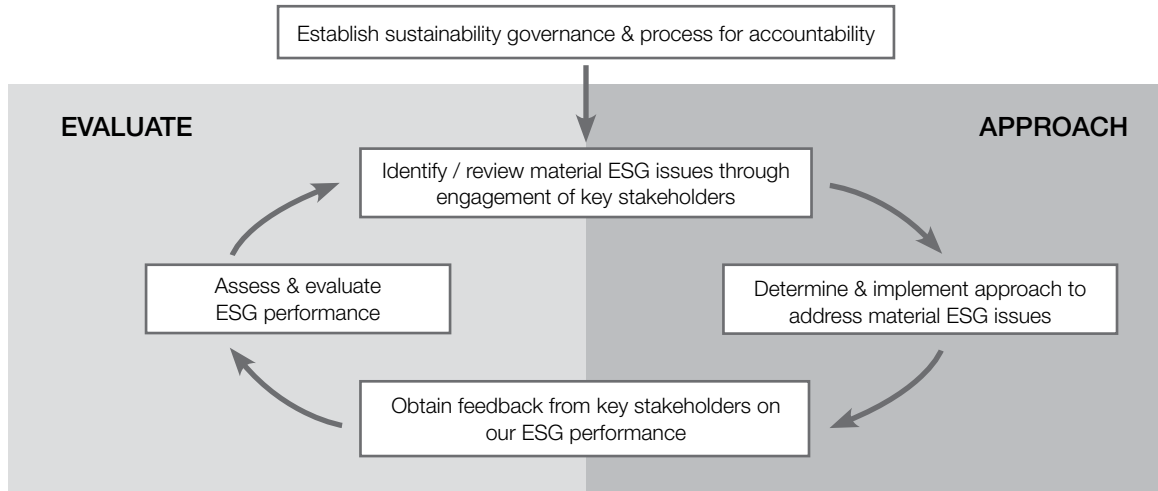 Establish sustainability governance & process for accountability
EVALUATE
APPROACH
Identify / review material ESG issues through
engagement of key stakeholders
Assess & evaluate
ESG performance
Determine & implement approach to
address material ESG issues
Obtain feedback from key stakeholders on
our ESG performance